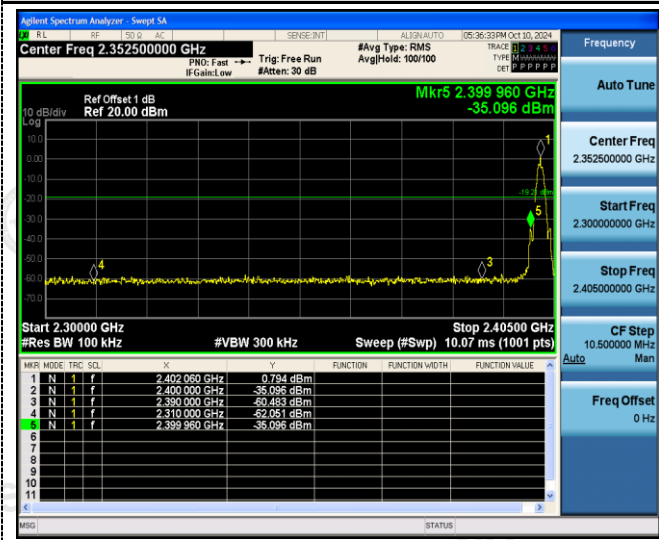 Agilent Spectrum Analyzer - Swept SA
RL RF 50 Ω AC SENSE:INT ALIGN AUTO 05:36:33 PM Oct 10, 2024
Center Freq 2.352500000 GHz
PNO: Fast
IFGain:Low
Trig: Free Run
#Atten: 30 dB
#Avg Type: RMS
Avg|Hold: 100/100
TRACE 1 2 3 4 5 6
TYPE M
DET P P P P P P
Frequency
Auto Tune
Center Freq
2.352500000 GHz
Start Freq
2.300000000 GHz
Stop Freq
2.405000000 GHz
CF Step
10.500000 MHz
Auto Man
Freq Offset
0 Hz
Mkr5 2.399 960 GHz
-35.096 dBm
Ref Offset 1 dB
10 dB/div Ref 20.00 dBm
Log
10.0
0.00
-10.0
-20.0
-30.0
-40.0
-50.0
-60.0
-70.0
1
5
4
3
Start 2.30000 GHz Stop 2.40500 GHz
#Res BW 100 kHz #VBW 300 kHz Sweep (#Swp) 10.07 ms (1001 pts)
MKR MODE TRC SCL X Y FUNCTION FUNCTION WIDTH FUNCTION VALUE
1 N 1 f 2.402 060 GHz 0.794 dBm
2 N 1 f 2.400 000 GHz -35.096 dBm
3 N 1 f 2.390 000 GHz -60.483 dBm
4 N 1 f 2.310 000 GHz -62.051 dBm
5 N 1 f 2.399 960 GHz -35.096 dBm
6
7
8
9
10
11
MSG STATUS